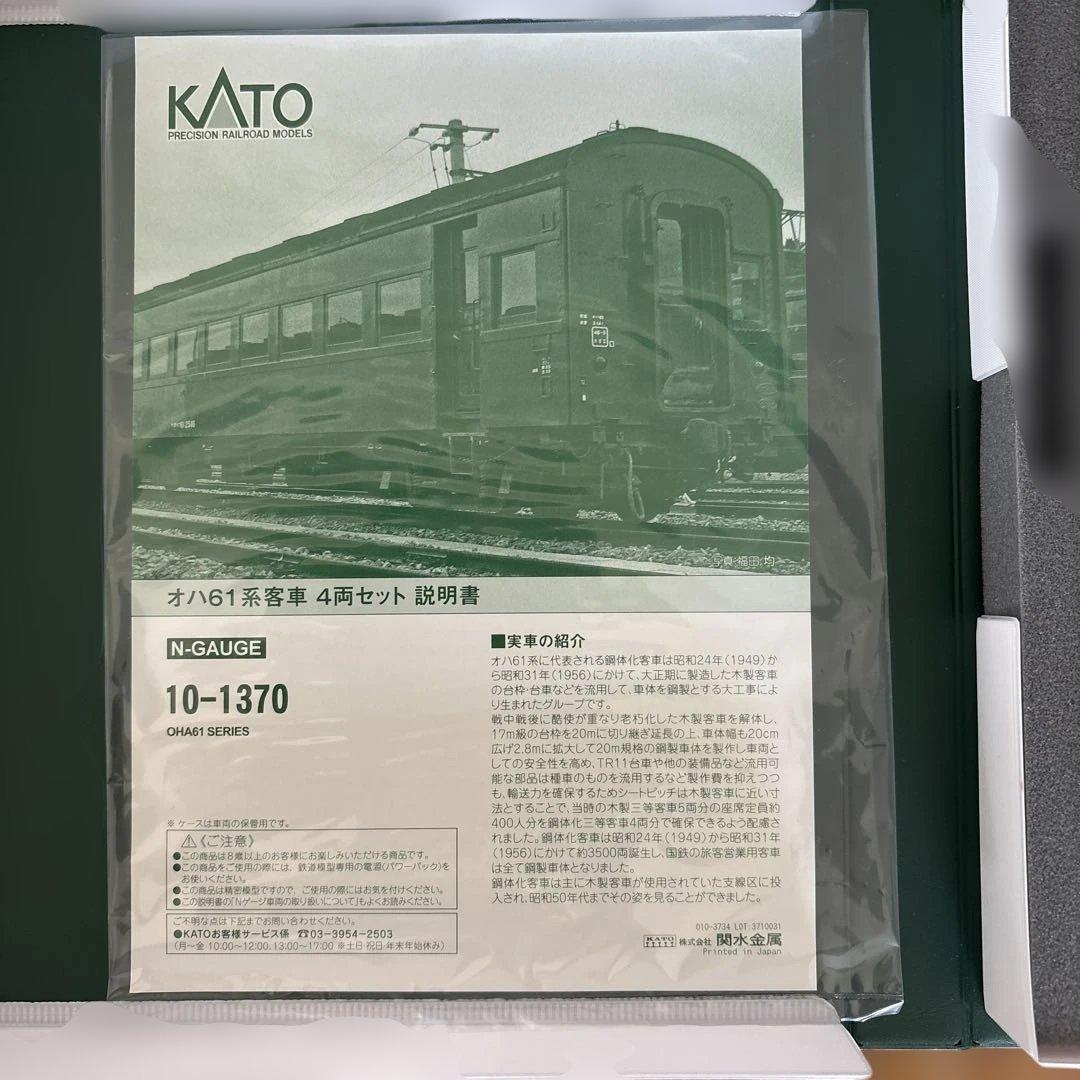 KATO
PRECISION RAILROAD MODELS
写真:福田 均
オハ61系客車 4両セット 説明書
N-GAUGE
10-1370
OHA61 SERIES
※ ケースは車両の保管用です。
⚠《ご注意》
●この商品は8歳以上のお客様にお楽しみいただける商品です。
●この商品をご使用の際には、鉄道模型専用の電源(パワーパック)を
お使いください。
●この商品は精密模型ですので、ご使用の際にはお気を付けください。
●この説明書の「Nゲージ車両の取り扱いについて」もよくお読みください。
ご不明な点は下記までお問い合わせください。
●KATOお客様サービス係 ☎03-3954-2503
(月〜金 10:00〜12:00、13:00〜17:00 ※土日・祝日・年末年始休み)
■実車の紹介
オハ61系に代表される鋼体化客車は昭和24年(1949)か
ら昭和31年(1956)にかけて、大正期に製造した木製客車
の台枠・台車などを流用して、車体を鋼製とする大工事によ
り生まれたグループです。
戦中戦後に酷使が重なり老朽化した木製客車を解体し、
17m級の台枠を20mに切り継ぎ延長の上、車体幅も20cm
広げ2.8mに拡大して20m規格の鋼製車体を製作し車両と
しての安全性を高め、TR11台車や他の装備品など流用可
能な部品は種車のものを流用するなど製作費を抑えつつ
も、輸送力を確保するためシートピッチは木製客車に近い寸
法とすることで、当時の木製三等客車5両分の座席定員約
400人分を鋼体化三等客車4両分で確保できるよう配慮さ
れました。鋼体化客車は昭和24年(1949)から昭和31年
(1956)にかけて約3500両誕生し、国鉄の旅客営業用客車
は全て鋼製車体となりました。
鋼体化客車は主に木製客車が使用されていた支線区に投
入され、昭和50年代までその姿を見ることができました。
010-3734 LOT:3710031
KATO 株式会社 関水金属
Printed in Japan